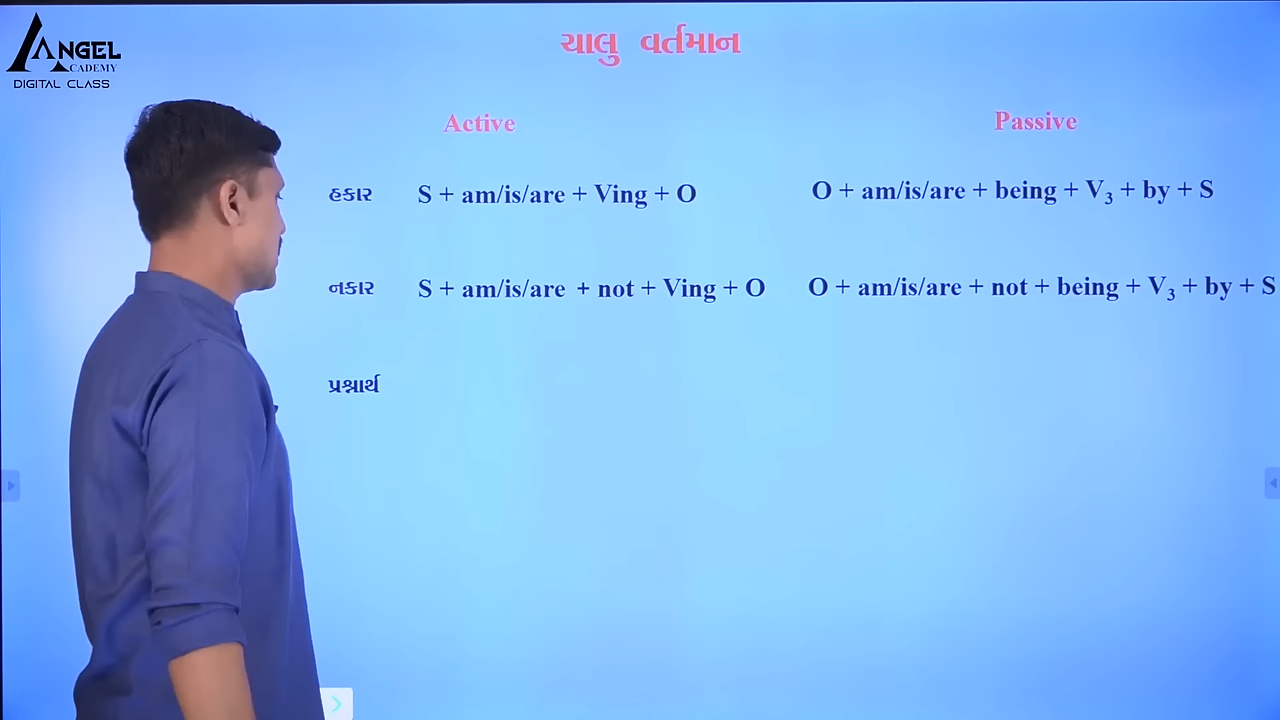 ANGEL
ACADEMY
DIGITAL CLASS
ચાલુ વર્તમાન
Active Passive
હકાર S + am/is/are + Ving + O O + am/is/are + being + V₃ + by + S
નકાર S + am/is/are + not + Ving + O O + am/is/are + not + being + V₃ + by + S
પ્રશ્નાર્થ